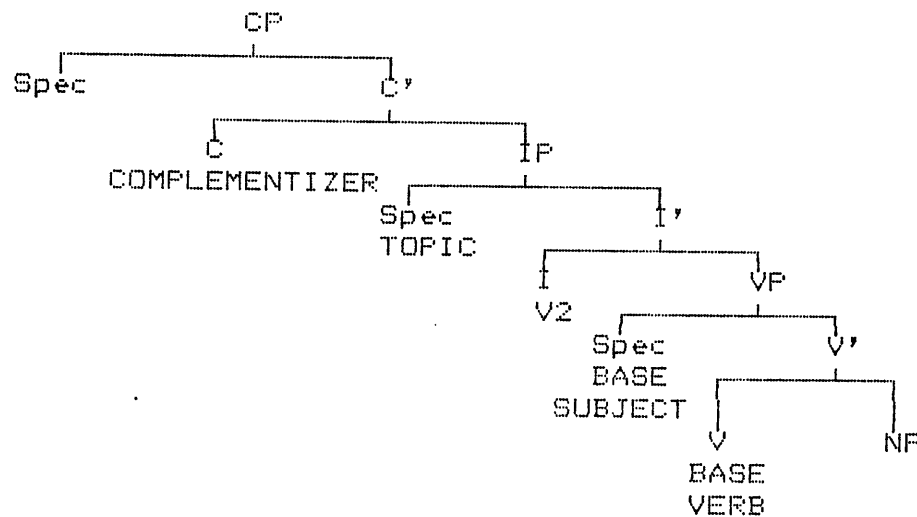 CP
Spec C'
C IP
COMPLEMENTIZER
Spec I'
TOPIC
I VP
V2
Spec V'
BASE
SUBJECT
V NP
BASE
VERB